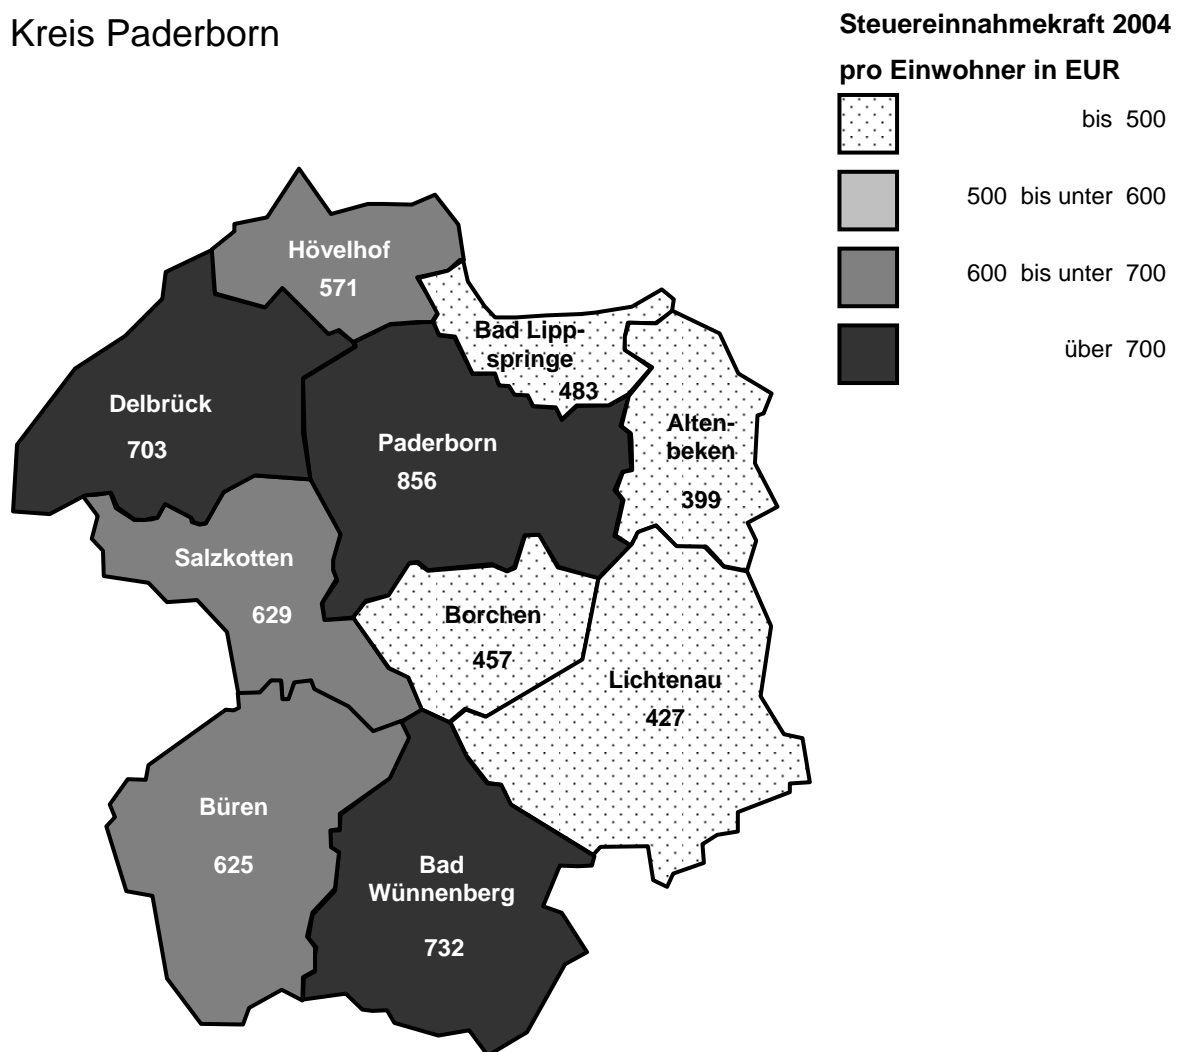 Kreis Paderborn
Steuereinnahmekraft 2004
pro Einwohner in EUR
bis 500
500 bis unter 600
600 bis unter 700
über 700
Hövelhof
571
Bad Lipp-
springe
483
Delbrück
703
Paderborn
856
Alten-
beken
399
Salzkotten
629
Borchen
457
Lichtenau
427
Büren
625
Bad
Wünnenberg
732